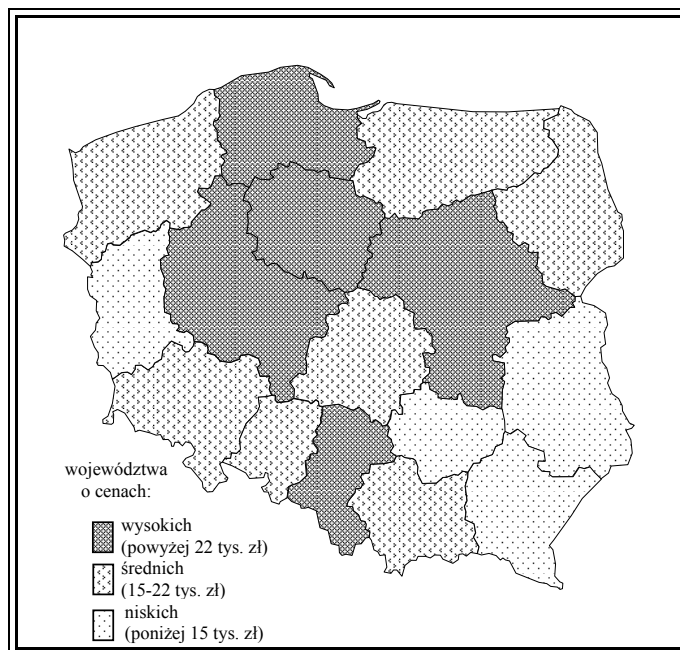 województwa
o cenach:
wysokich
(powyżej 22 tys. zł)
średnich
(15-22 tys. zł)
niskich
(poniżej 15 tys. zł)